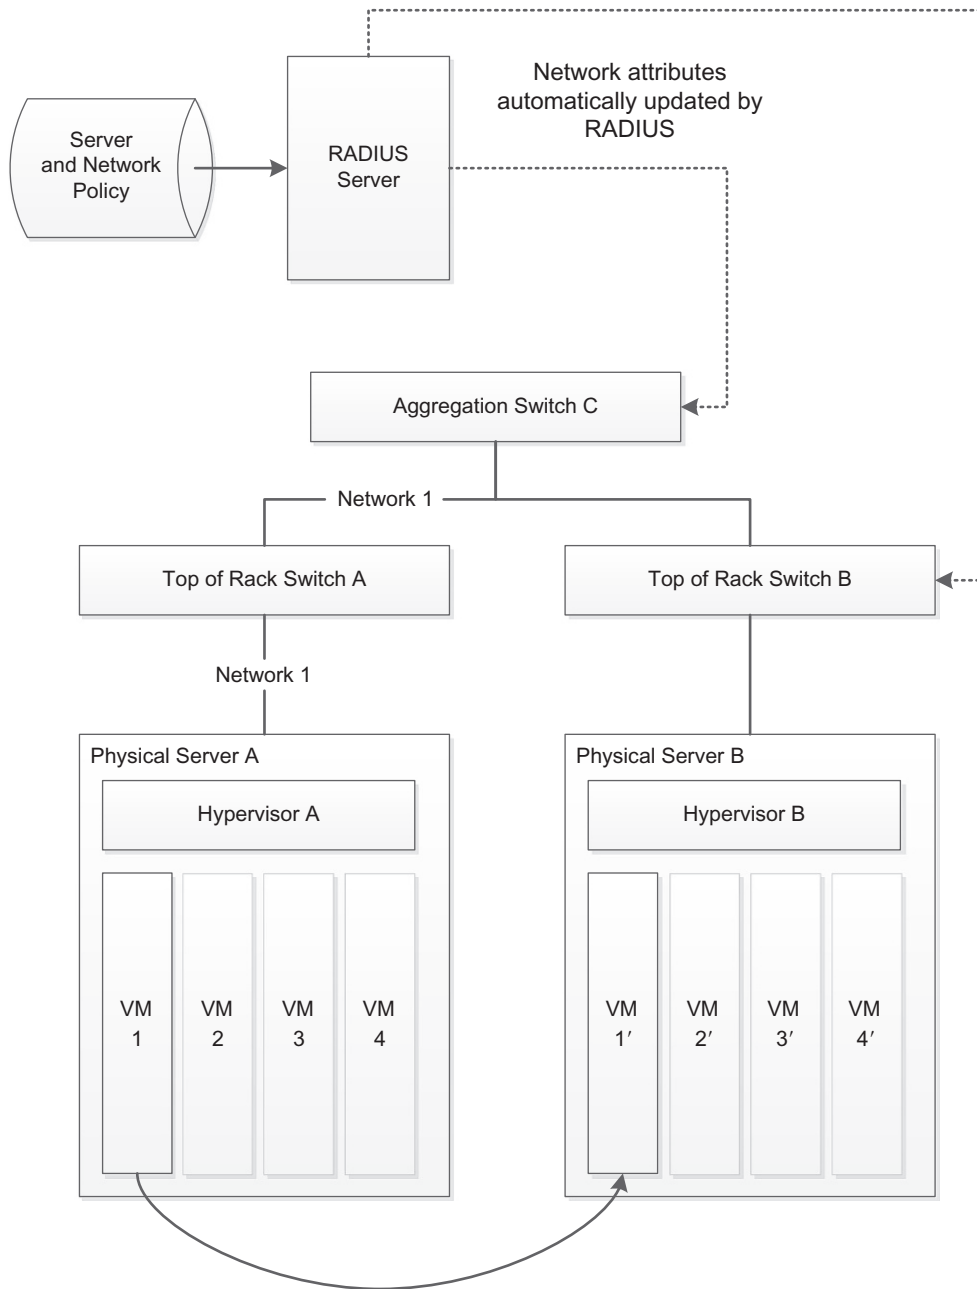 Network attributes
automatically updated by
RADIUS
Server
and Network
Policy
RADIUS
Server
Aggregation Switch C
Network 1
Top of Rack Switch A
Top of Rack Switch B
Network 1
Physical Server A
Hypervisor A
VM
1
VM
2
VM
3
VM
4
Physical Server B
Hypervisor B
VM
1′
VM
2′
VM
3′
VM
4′